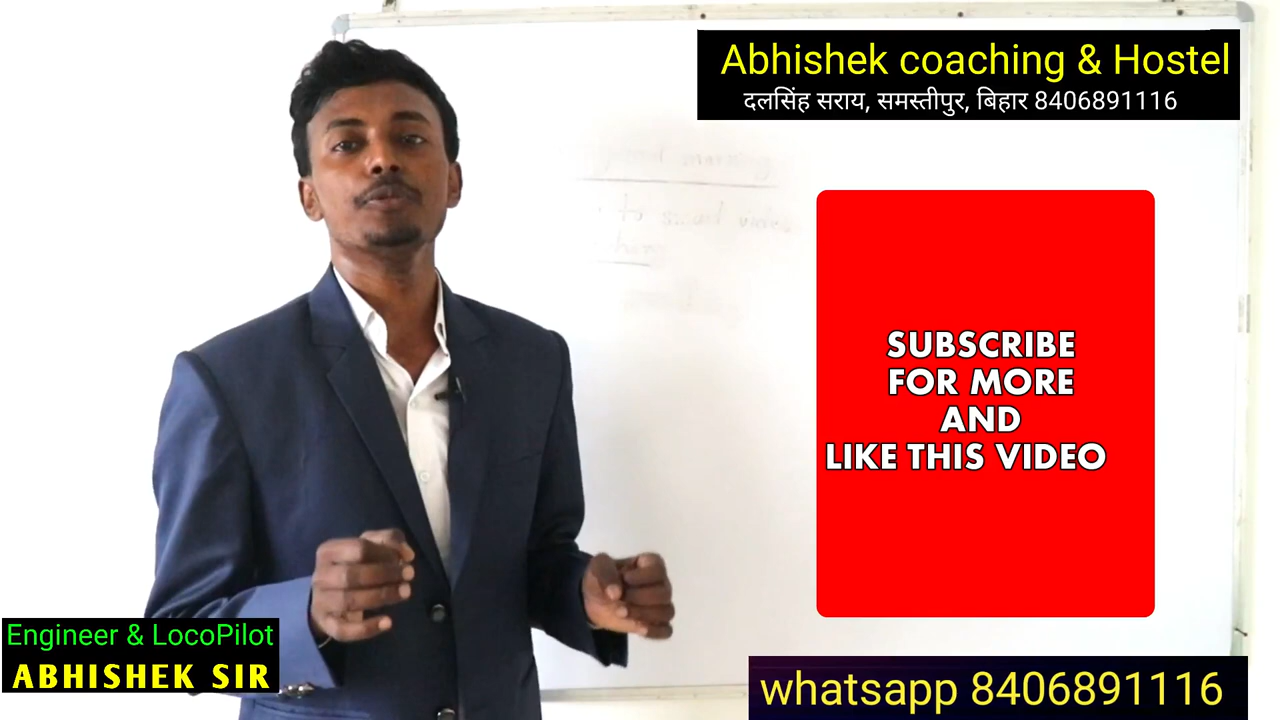 Abhishek coaching & Hostel
दलसिंह सराय, समस्तीपुर, बिहार 8406891116
SUBSCRIBE
FOR MORE
AND
LIKE THIS VIDEO
Engineer & LocoPilot
ABHISHEK SIR
whatsapp 8406891116